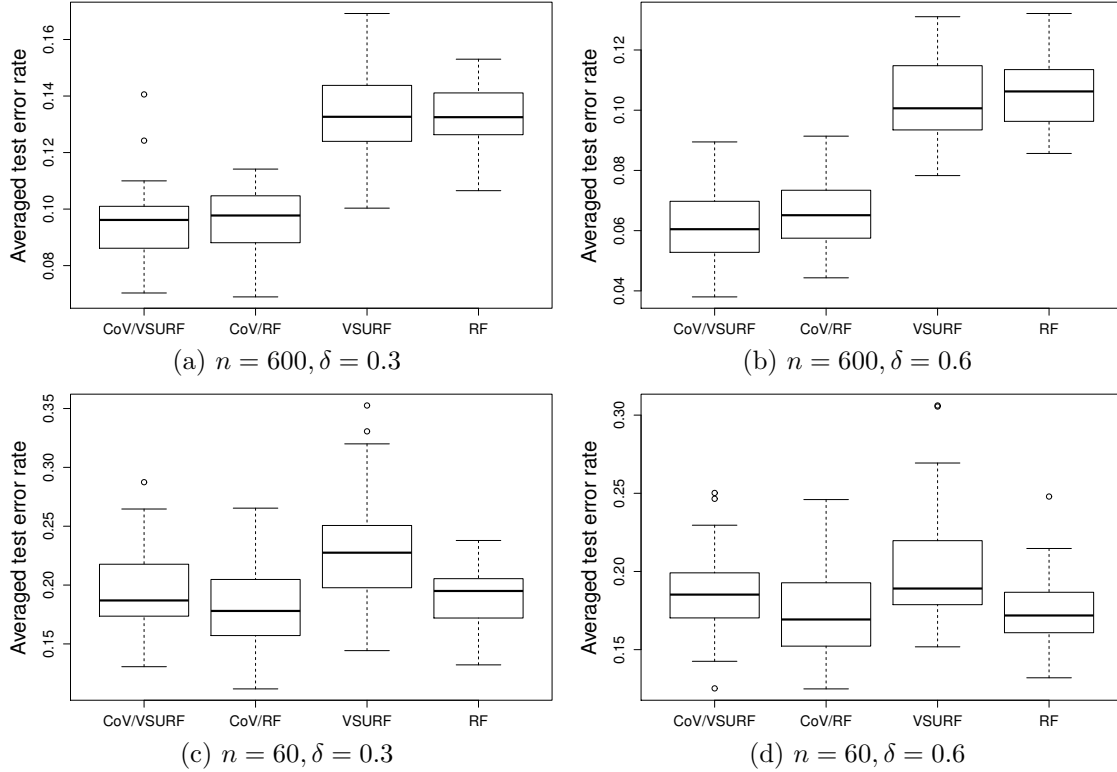 Averaged test error rate
0.08 0.10 0.12 0.14 0.16
CoV/VSURF CoV/RF VSURF RF
(a) n = 600, δ = 0.3
Averaged test error rate
0.04 0.06 0.08 0.10 0.12
CoV/VSURF CoV/RF VSURF RF
(b) n = 600, δ = 0.6
Averaged test error rate
0.15 0.20 0.25 0.30 0.35
CoV/VSURF CoV/RF VSURF RF
(c) n = 60, δ = 0.3
Averaged test error rate
0.15 0.20 0.25 0.30
CoV/VSURF CoV/RF VSURF RF
(d) n = 60, δ = 0.6